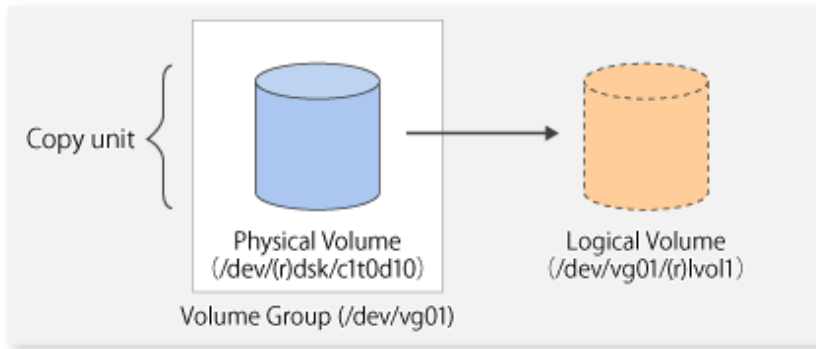 Copy unit
Physical Volume
(/dev/(r)dsk/c1t0d10)
Logical Volume
(/dev/vg01/(r)lvol1)
Volume Group (/dev/vg01)